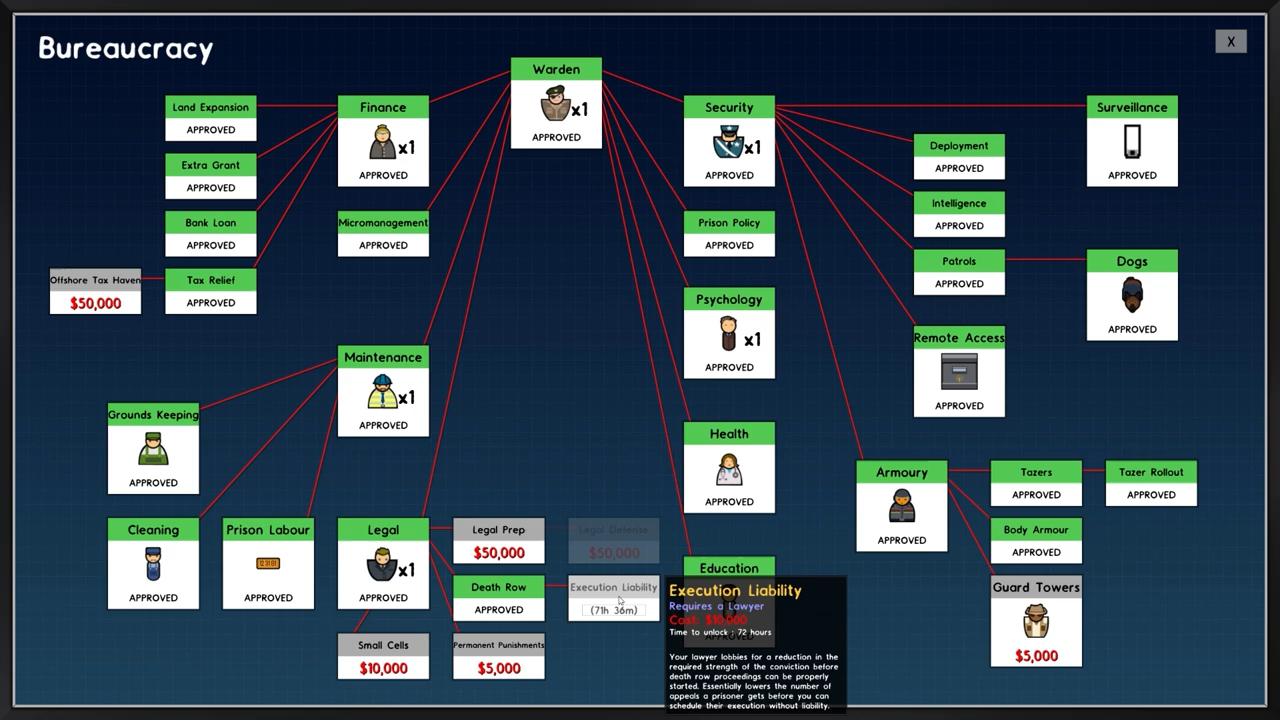 Bureaucracy
X
Warden
x1
APPROVED
Land Expansion
APPROVED
Finance
x1
APPROVED
Security
x1
APPROVED
Surveillance
APPROVED
Deployment
APPROVED
Extra Grant
APPROVED
Intelligence
APPROVED
Bank Loan
APPROVED
Micromanagement
APPROVED
Prison Policy
APPROVED
Patrols
APPROVED
Dogs
APPROVED
Offshore Tax Haven
$50,000
Tax Relief
APPROVED
Psychology
x1
APPROVED
Remote Access
APPROVED
Maintenance
x1
APPROVED
Grounds Keeping
APPROVED
Health
APPROVED
Armoury
APPROVED
Tazers
APPROVED
Tazer Rollout
APPROVED
Cleaning
APPROVED
Prison Labour
APPROVED
Legal
x1
APPROVED
Legal Prep
$50,000
Legal Defense
$50,000
Body Armour
APPROVED
Education
APPROVED
Death Row
APPROVED
Execution Liability
(71h 36m)
Guard Towers
$5,000
Small Cells
$10,000
Permanent Punishments
$5,000
Execution Liability
Requires a Lawyer
Cost: $10,000
Time to unlock : 72 hours
Your lawyer lobbies for a reduction in the
required strength of the conviction before
death row proceedings can be properly
started. Essentially lowers the number of
appeals a prisoner gets before you can
schedule their execution without liability.